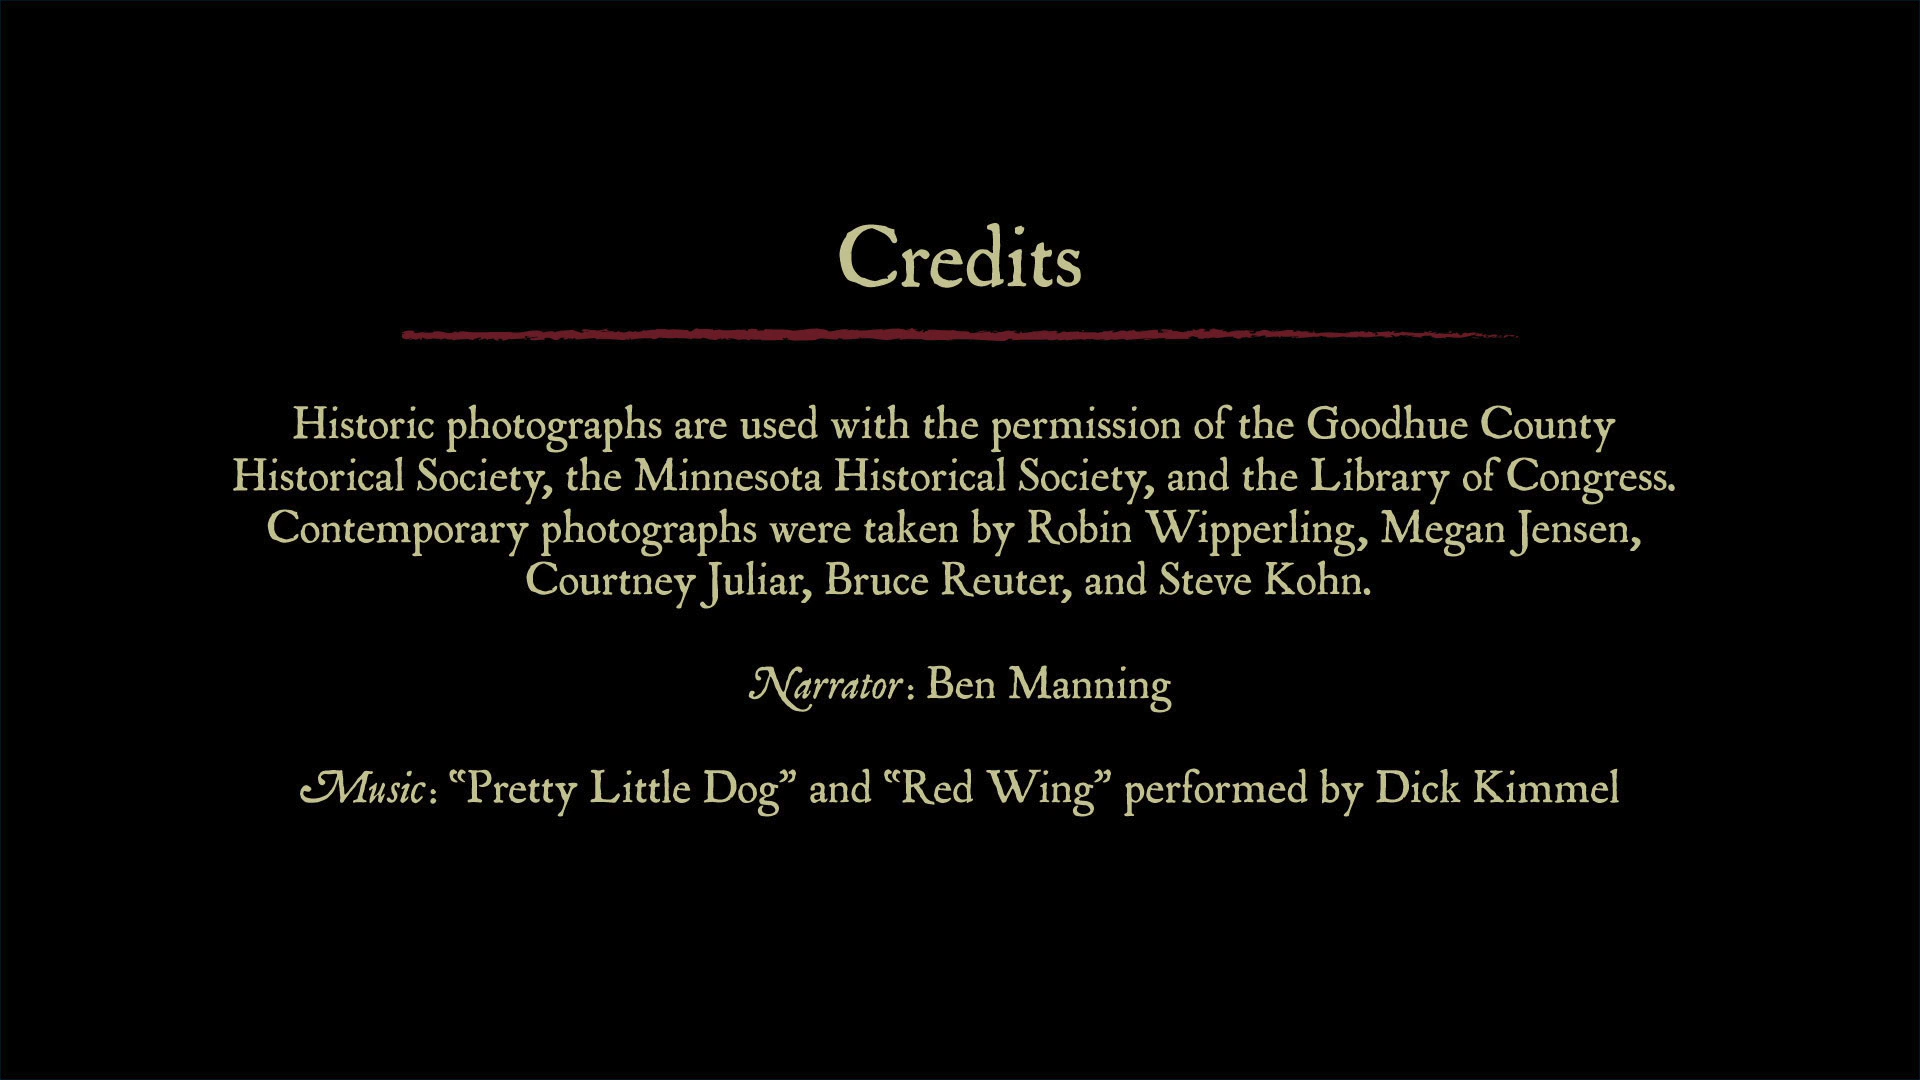 Credits
Historic photographs are used with the permission of the Goodhue County
Historical Society, the Minnesota Historical Society, and the Library of Congress.
Contemporary photographs were taken by Robin Wipperling, Megan Jensen,
Courtney Juliar, Bruce Reuter, and Steve Kohn.
Narrator: Ben Manning
Music: “Pretty Little Dog” and “Red Wing” performed by Dick Kimmel